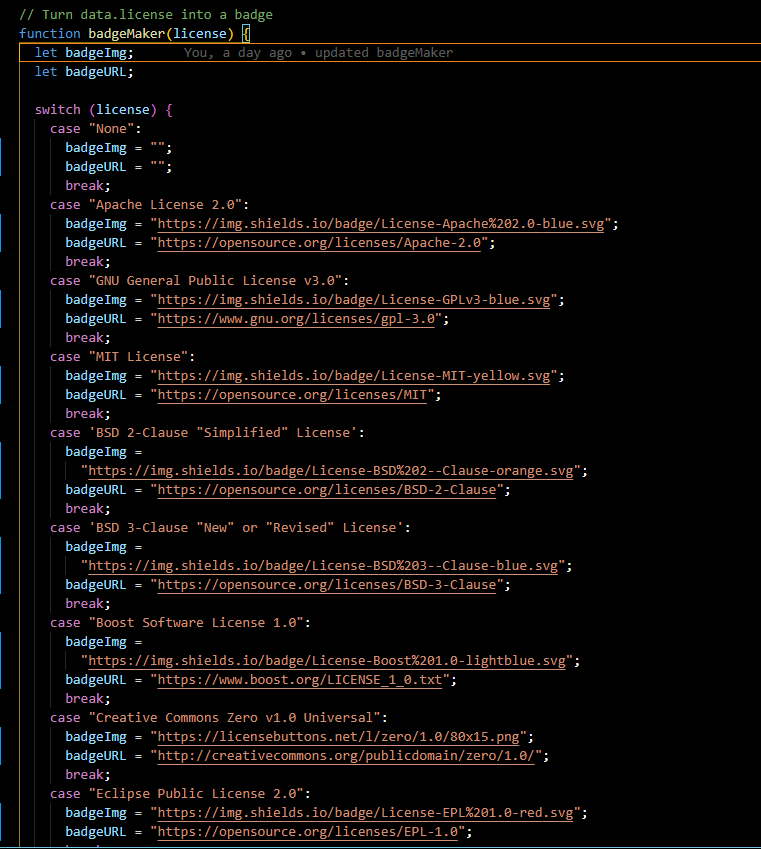 // Turn data.license into a badge
function badgeMaker(license) {
let badgeImg; You, a day ago • updated badgeMaker
let badgeURL;
switch (license) {
case "None":
badgeImg = "";
badgeURL = "";
break;
case "Apache License 2.0":
badgeImg = "https://img.shields.io/badge/License-Apache%202.0-blue.svg";
badgeURL = "https://opensource.org/licenses/Apache-2.0";
break;
case "GNU General Public License v3.0":
badgeImg = "https://img.shields.io/badge/License-GPLv3-blue.svg";
badgeURL = "https://www.gnu.org/licenses/gpl-3.0";
break;
case "MIT License":
badgeImg = "https://img.shields.io/badge/License-MIT-yellow.svg";
badgeURL = "https://opensource.org/licenses/MIT";
break;
case 'BSD 2-Clause "Simplified" License':
badgeImg =
"https://img.shields.io/badge/License-BSD%202--Clause-orange.svg";
badgeURL = "https://opensource.org/licenses/BSD-2-Clause";
break;
case 'BSD 3-Clause "New" or "Revised" License':
badgeImg =
"https://img.shields.io/badge/License-BSD%203--Clause-blue.svg";
badgeURL = "https://opensource.org/licenses/BSD-3-Clause";
break;
case "Boost Software License 1.0":
badgeImg =
"https://img.shields.io/badge/License-Boost%201.0-lightblue.svg";
badgeURL = "https://www.boost.org/LICENSE_1_0.txt";
break;
case "Creative Commons Zero v1.0 Universal":
badgeImg = "https://licensebuttons.net/l/zero/1.0/80x15.png";
badgeURL = "http://creativecommons.org/publicdomain/zero/1.0/";
break;
case "Eclipse Public License 2.0":
badgeImg = "https://img.shields.io/badge/License-EPL%201.0-red.svg";
badgeURL = "https://opensource.org/licenses/EPL-1.0";